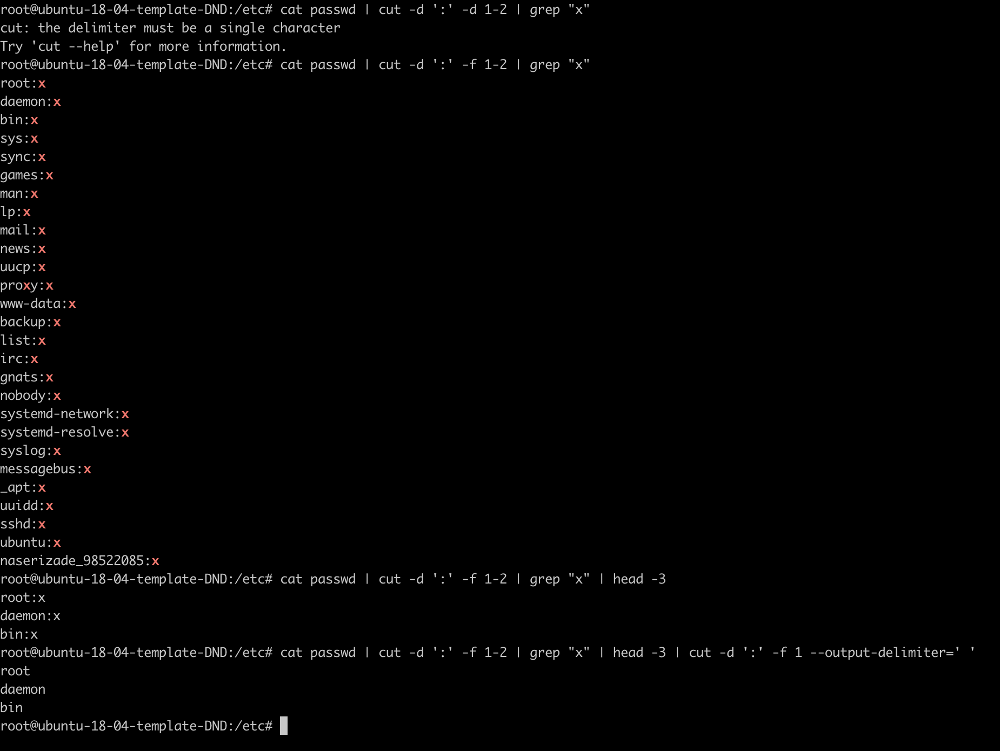 root@ubuntu-18-04-template-DND:/etc# cat passwd | cut -d ':' -d 1-2 | grep "x"
cut: the delimiter must be a single character
Try 'cut --help' for more information.
root@ubuntu-18-04-template-DND:/etc# cat passwd | cut -d ':' -f 1-2 | grep "x"
root:x
daemon:x
bin:x
sys:x
sync:x
games:x
man:x
lp:x
mail:x
news:x
uucp:x
proxy:x
www-data:x
backup:x
list:x
irc:x
gnats:x
nobody:x
systemd-network:x
systemd-resolve:x
syslog:x
messagebus:x
_apt:x
uuidd:x
sshd:x
ubuntu:x
naserizade_98522085:x
root@ubuntu-18-04-template-DND:/etc# cat passwd | cut -d ':' -f 1-2 | grep "x" | head -3
root:x
daemon:x
bin:x
root@ubuntu-18-04-template-DND:/etc# cat passwd | cut -d ':' -f 1-2 | grep "x" | head -3 | cut -d ':' -f 1 --output-delimiter=' '
root
daemon
bin
root@ubuntu-18-04-template-DND:/etc#